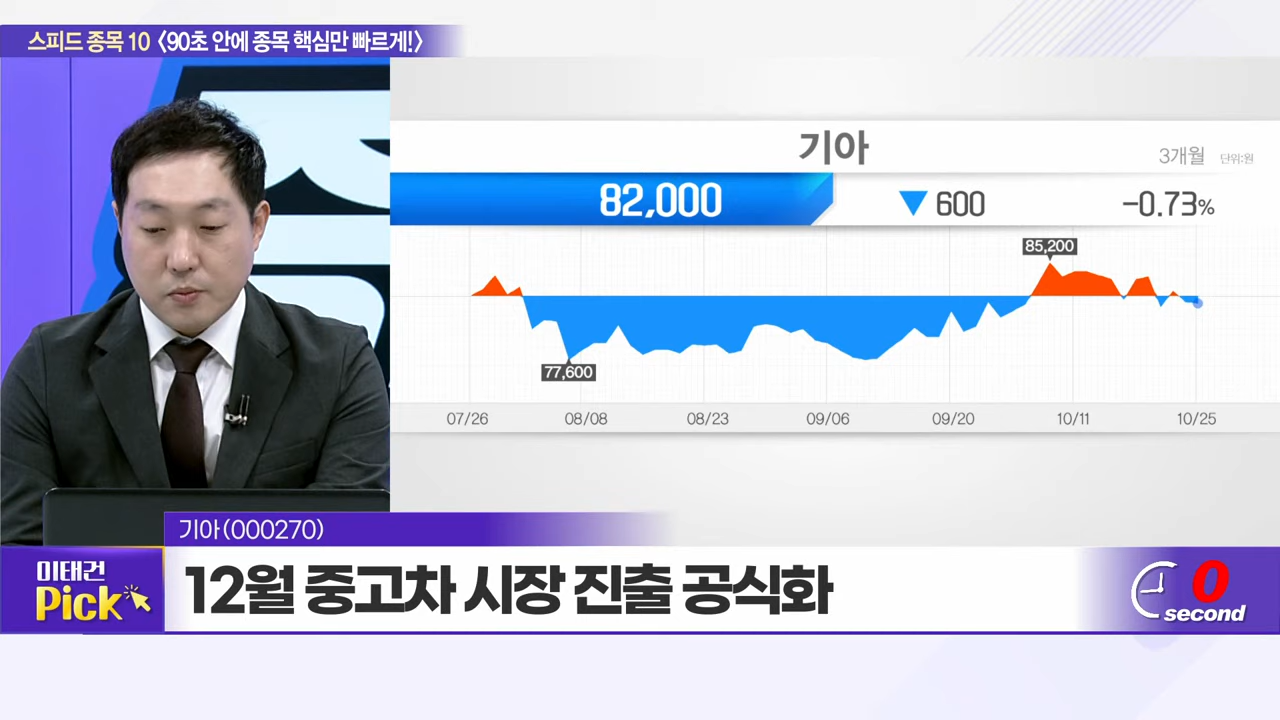 스피드 종목 10 <90초 안에 종목 핵심만 빠르게!>
기아
3개월 단위:원
82,000 ▼ 600 -0.73%
85,200
77,600
07/26 08/08 08/23 09/06 09/20 10/11 10/25
기아(000270)
이태건
Pick
12월 중고차 시장 진출 공식화
0
second